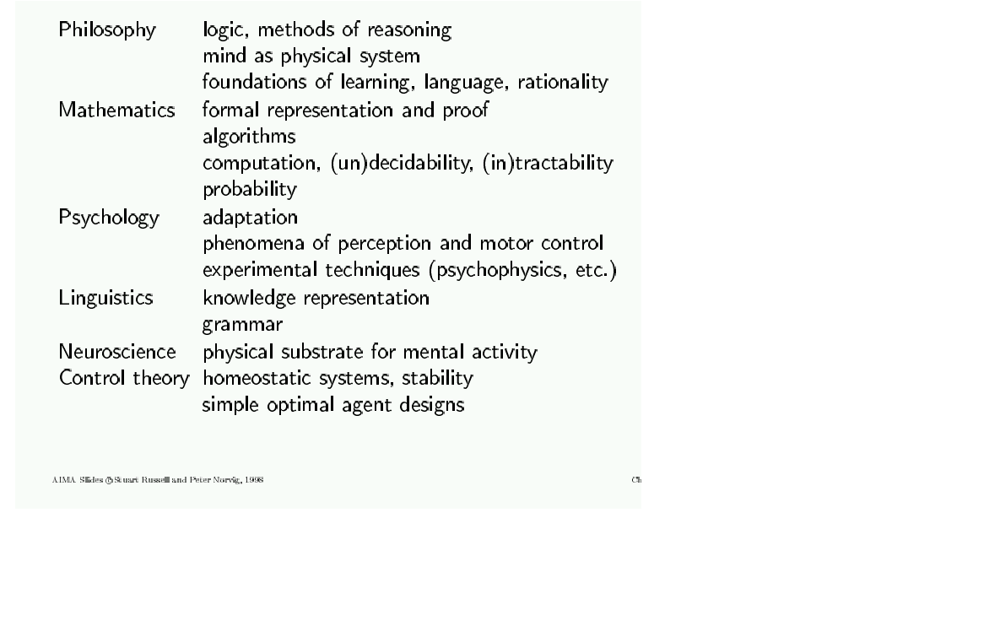 Philosophy logic, methods of reasoning
mind as physical system
foundations of learning, language, rationality
Mathematics formal representation and proof
algorithms
computation, (un)decidability, (in)tractability
probability
Psychology adaptation
phenomena of perception and motor control
experimental techniques (psychophysics, etc.)
Linguistics knowledge representation
grammar
Neuroscience physical substrate for mental activity
Control theory homeostatic systems, stability
simple optimal agent designs
AIMA Slides ©Stuart Russell and Peter Norvig, 1998 Ch